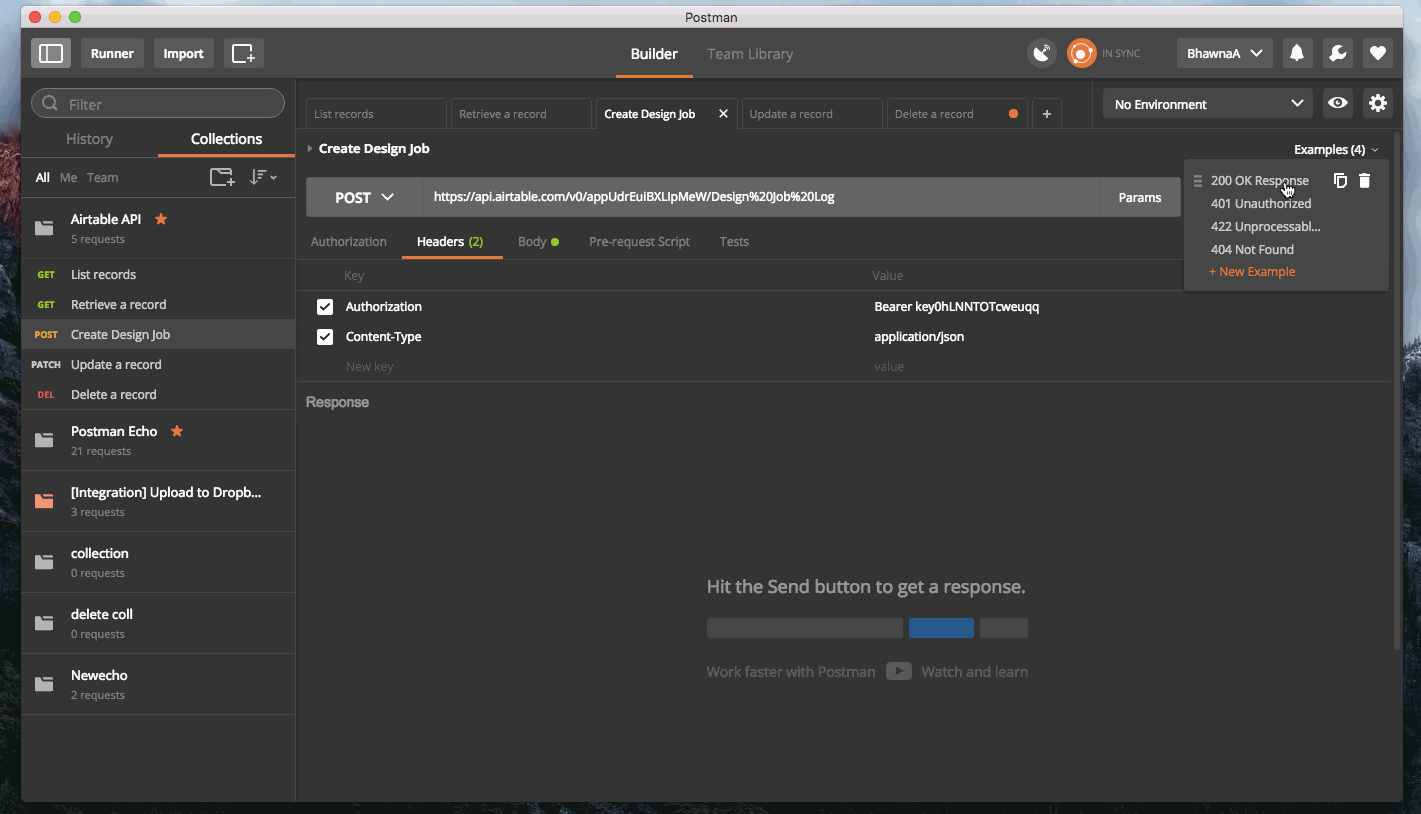 Postman
Runner
Import
Builder
Team Library
IN SYNC
BhawnaA
Filter
History
Collections
All
Me
Team
Airtable API
5 requests
GET List records
GET Retrieve a record
POST Create Design Job
PATCH Update a record
DEL Delete a record
Postman Echo
21 requests
[Integration] Upload to Dropb...
3 requests
collection
0 requests
delete coll
0 requests
Newecho
2 requests
List records
Retrieve a record
Create Design Job
Update a record
Delete a record
+
No Environment
Create Design Job
Examples (4)
POST
https://api.airtable.com/v0/appUdrEuiBXLIpMeW/Design%20Job%20Log
Params
200 OK Response
401 Unauthorized
422 Unprocessabl...
404 Not Found
+ New Example
Authorization
Headers (2)
Body
Pre-request Script
Tests
Key
Value
Authorization
Bearer key0hLNNTOTcweuqq
Content-Type
application/json
New key
value
Response
Hit the Send button to get a response.
Work faster with Postman
Watch and learn